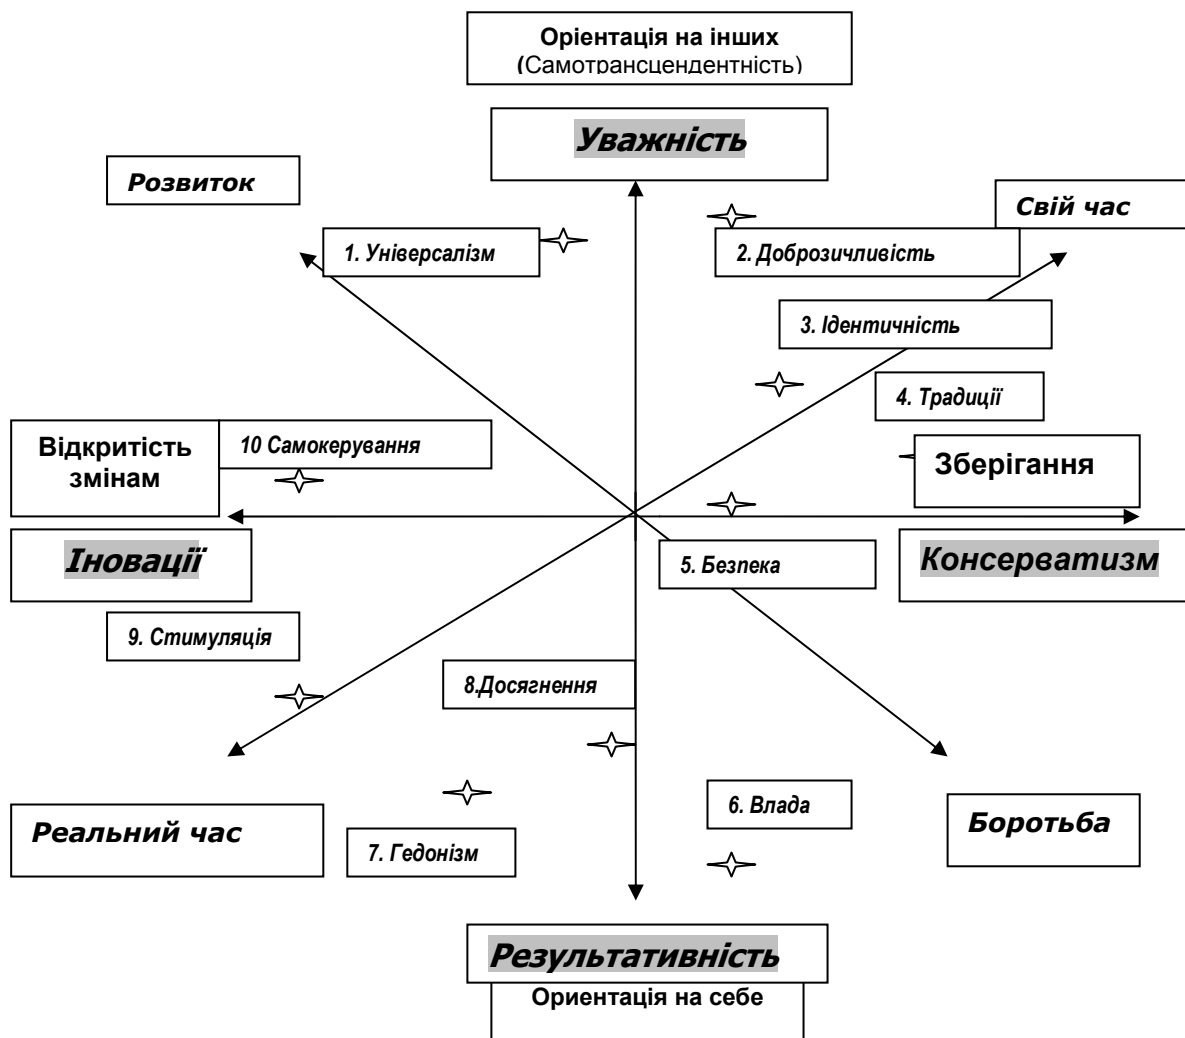 Оріентація на інших
(Самотрансцендентність)
Уважність
Розвиток
Свій час
1. Універсалізм
2. Доброзичливість
3. Ідентичність
4. Традиції
Відкритість
змінам
10 Самокерування
Зберігання
Іновації
5. Безпека
Консерватизм
9. Стимуляція
8.Досягнення
6. Влада
Реальний час
7. Гедонізм
Боротьба
Результативність
Ориентація на себе